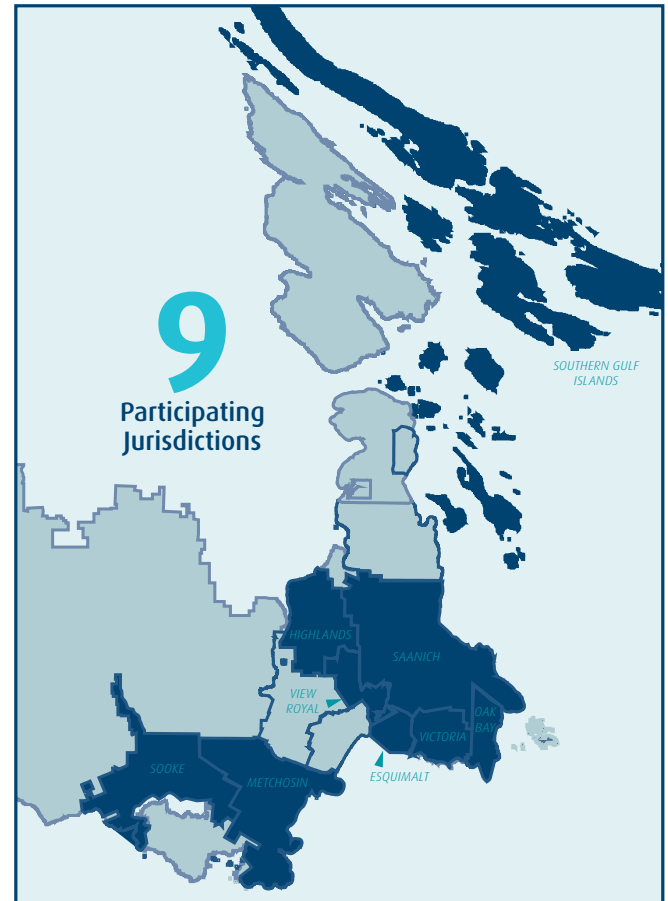 9
Participating
Jurisdictions
SOUTHERN GULF
ISLANDS
HIGHLANDS
SAANICH
VIEW
ROYAL
OAK
BAY
VICTORIA
ESQUIMALT
SOOKE
METCHOSIN